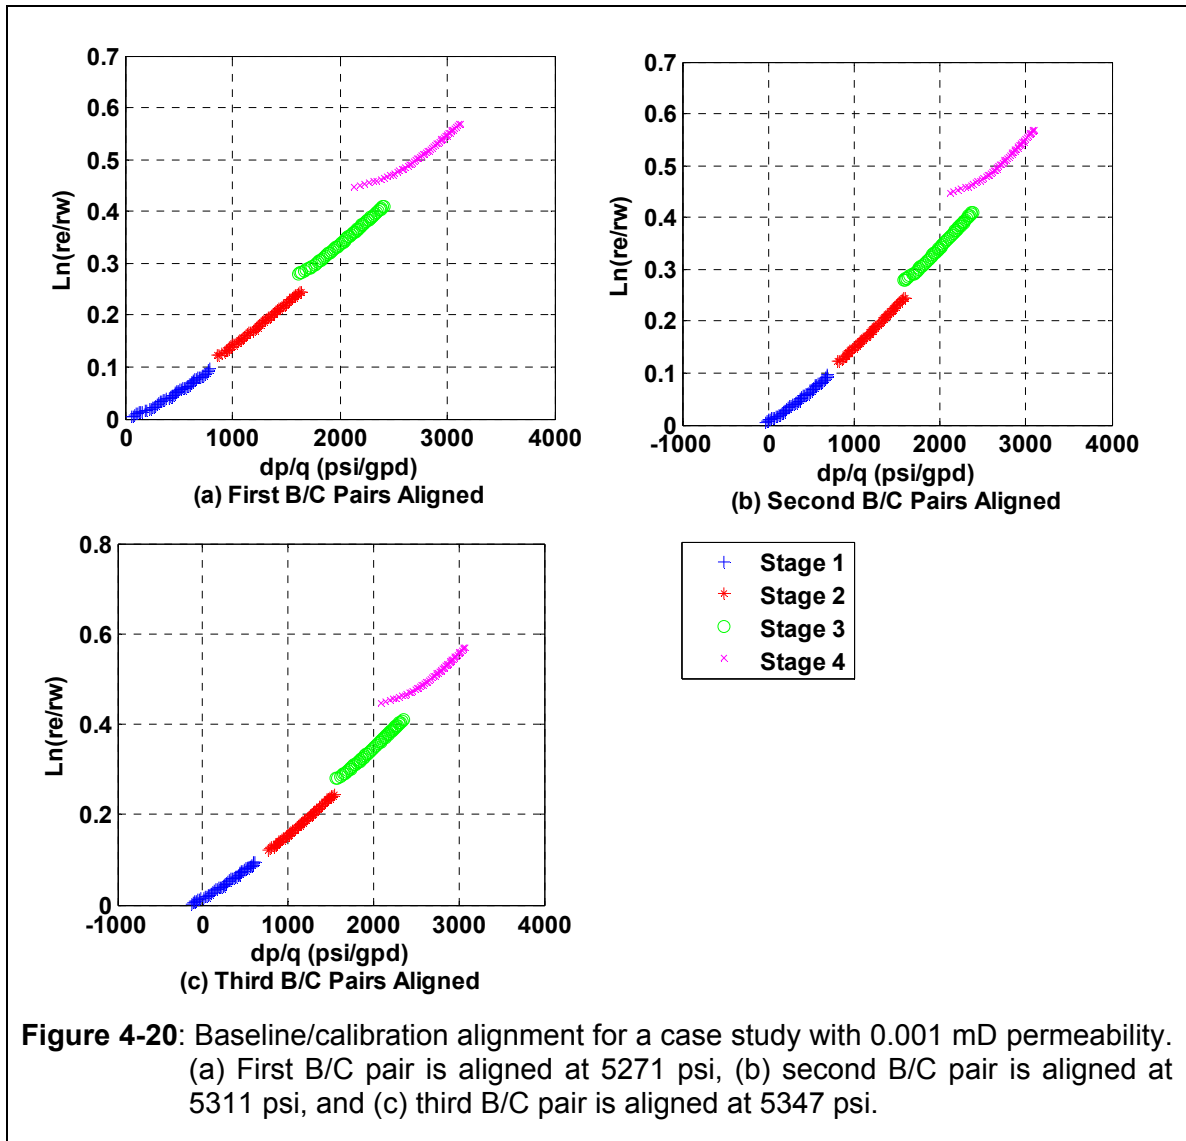 0.7
0.6
0.5
0.4
0.3
0.2
0.1
0
Ln(re/rw)
0 1000 2000 3000 4000
dp/q (psi/gpd)
(a) First B/C Pairs Aligned
0.7
0.6
0.5
0.4
0.3
0.2
0.1
0
Ln(re/rw)
-1000 0 1000 2000 3000 4000
dp/q (psi/gpd)
(b) Second B/C Pairs Aligned
0.8
0.6
0.4
0.2
0
Ln(re/rw)
-1000 0 1000 2000 3000 4000
dp/q (psi/gpd)
(c) Third B/C Pairs Aligned
Stage 1
Stage 2
Stage 3
Stage 4
Figure 4-20: Baseline/calibration alignment for a case study with 0.001 mD permeability.
(a) First B/C pair is aligned at 5271 psi, (b) second B/C pair is aligned at
5311 psi, and (c) third B/C pair is aligned at 5347 psi.